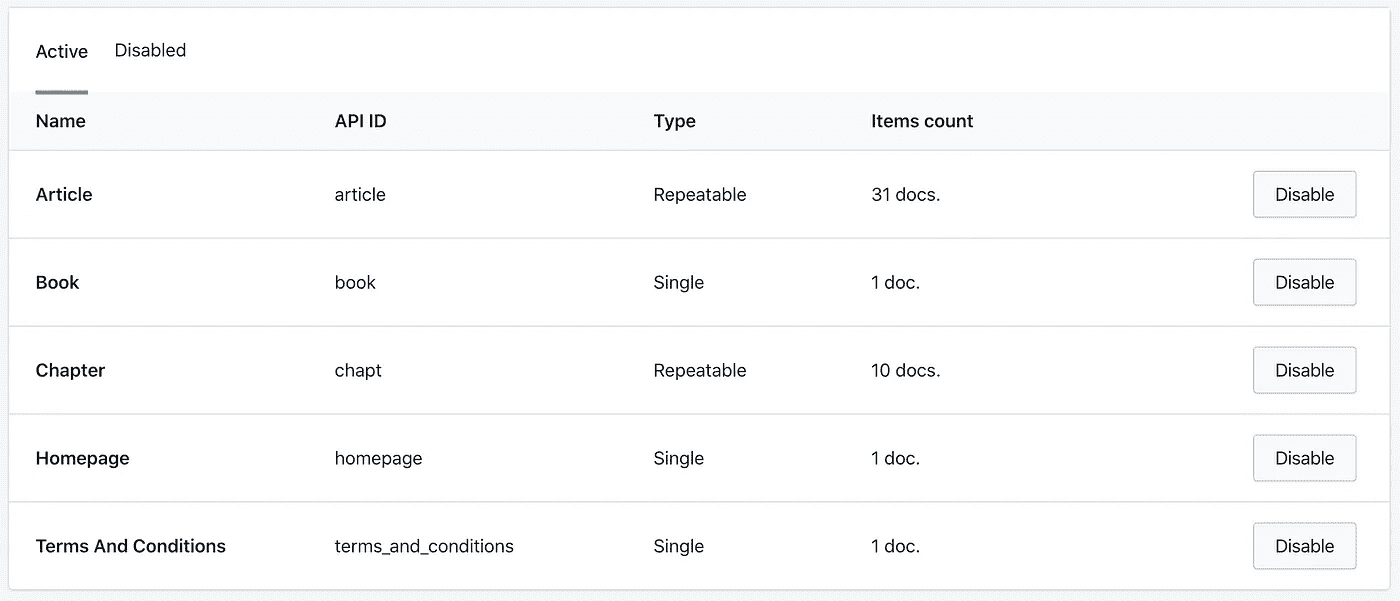 Active Disabled
Name API ID Type Items count
Article article Repeatable 31 docs. Disable
Book book Single 1 doc. Disable
Chapter chapt Repeatable 10 docs. Disable
Homepage homepage Single 1 doc. Disable
Terms And Conditions terms_and_conditions Single 1 doc. Disable